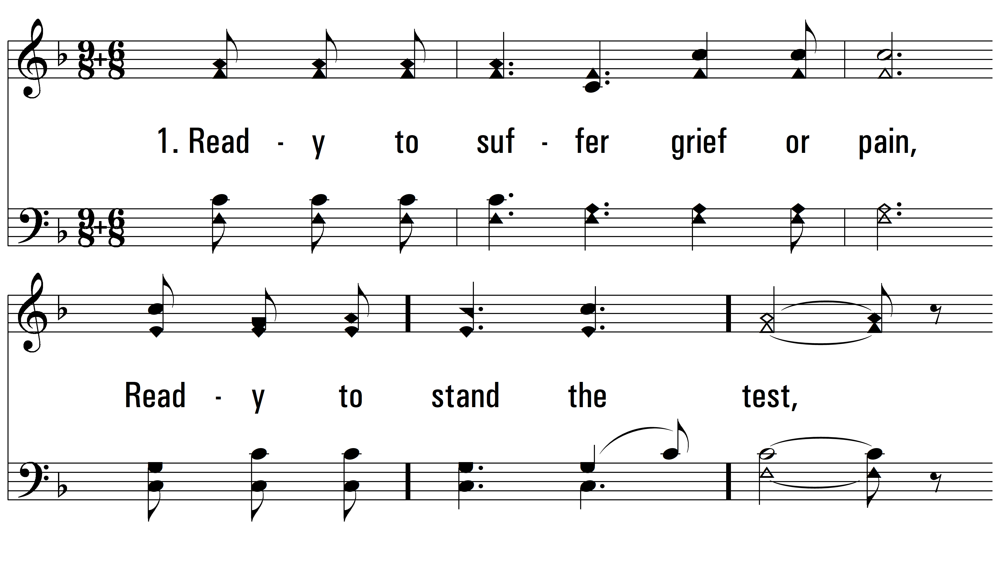 1. Read - y to suf - fer grief or pain,
Read - y to stand the test,